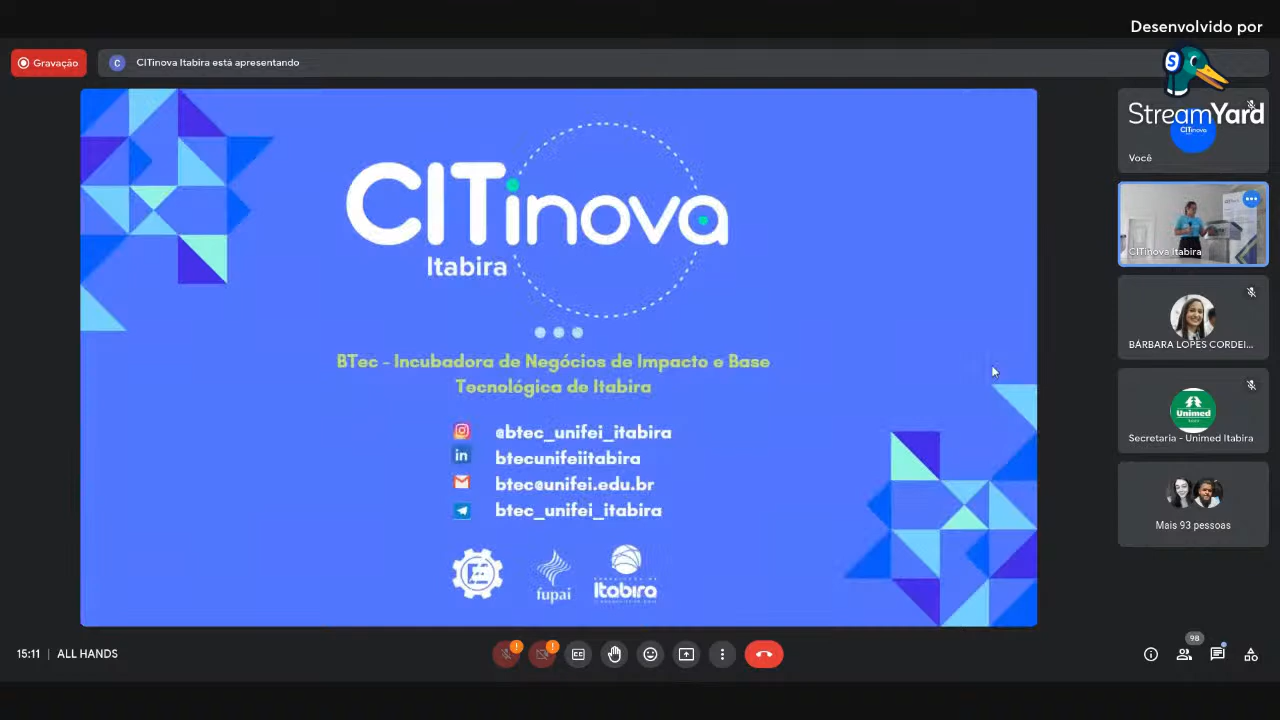 Desenvolvido por
StreamYard
Gravação
C
CITinova Itabira está apresentando
S
CITinova
Itabira
BTec - Incubadora de Negócios de Impacto e Base
Tecnológica de Itabira
@btec_unifei_itabira
in
btecunifeiitabira
btec@unifei.edu.br
btec_unifei_itabira
fupai
Itabira
CITinova
Você
CITinova Itabira
BÁRBARA LOPES CORDEI...
Unimed
Secretaria - Unimed Itabira
Mais 93 pessoas
15:11 | ALL HANDS
98